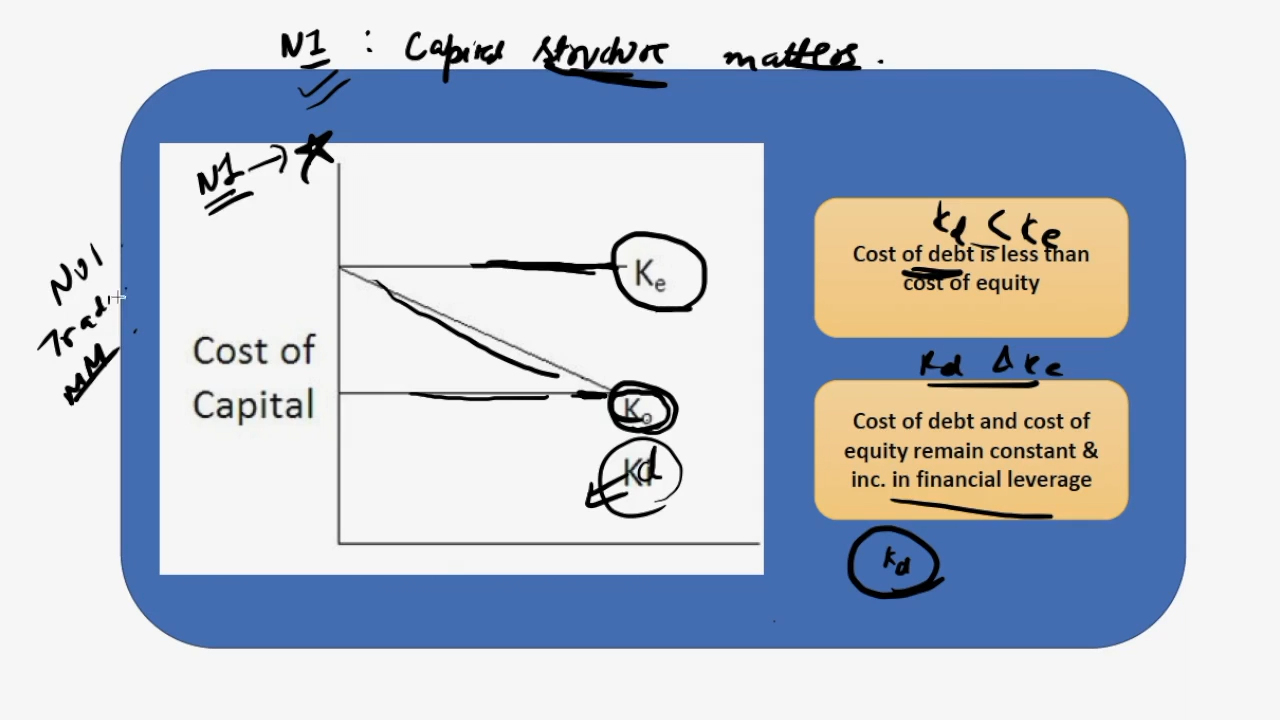 NI : Capital structure matters.
NI →
Ke
Cost of
Capital
Ko
Kd
NOI
Trad.
MM
Kd < Ke
Cost of debt is less than
cost of equity
Kd & Ke
Cost of debt and cost of
equity remain constant &
inc. in financial leverage
Kd